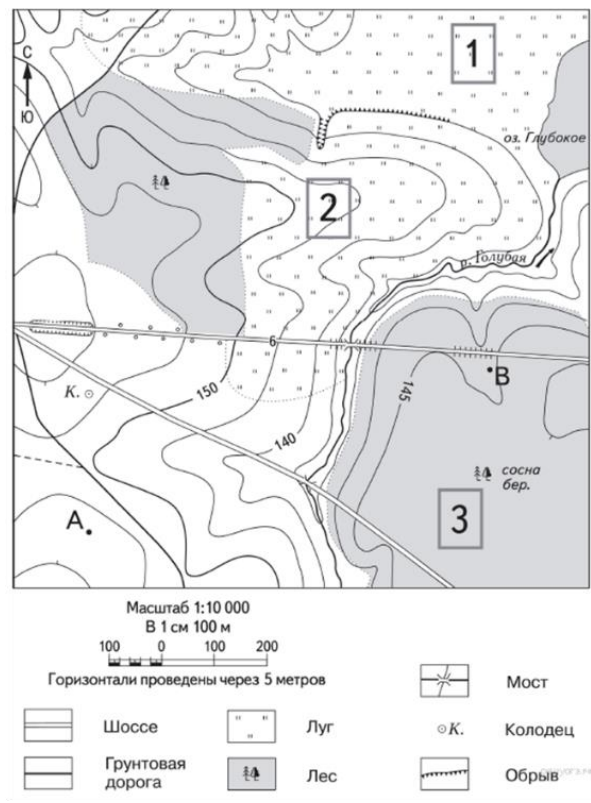 1
С
Ю
оз. Глубокое
2
р. Голубая
6
В
К.
150
145
140
сосна
бер.
А
3
Масштаб 1:10 000
В 1 см 100 м
100 0 100 200
Горизонтали проведены через 5 метров
Мост
Шоссе
Луг
К.
Колодец
Грунтовая
дорога
Лес
Обрыв